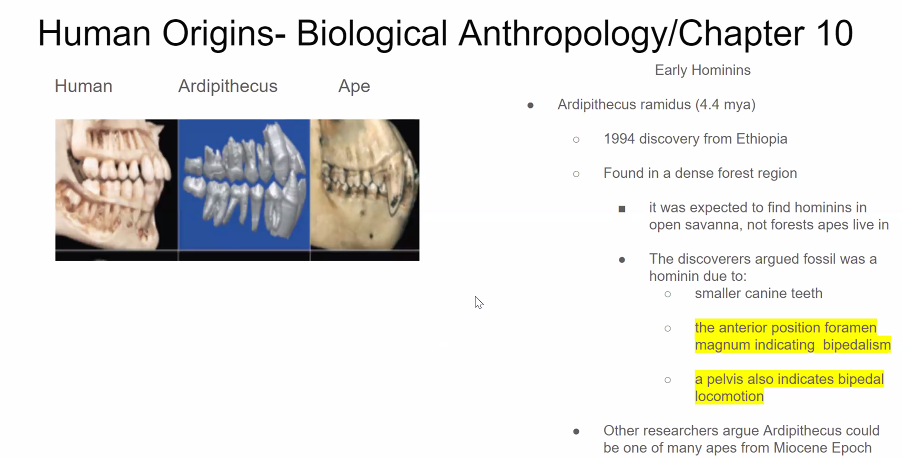 Human Origins- Biological Anthropology/Chapter 10
Human Ardipithecus Ape
Early Hominins
● Ardipithecus ramidus (4.4 mya)
○ 1994 discovery from Ethiopia
○ Found in a dense forest region
■ it was expected to find hominins in
open savanna, not forests apes live in
● The discoverers argued fossil was a
hominin due to:
○ smaller canine teeth
○ the anterior position foramen
magnum indicating bipedalism
○ a pelvis also indicates bipedal
locomotion
● Other researchers argue Ardipithecus could
be one of many apes from Miocene Epoch